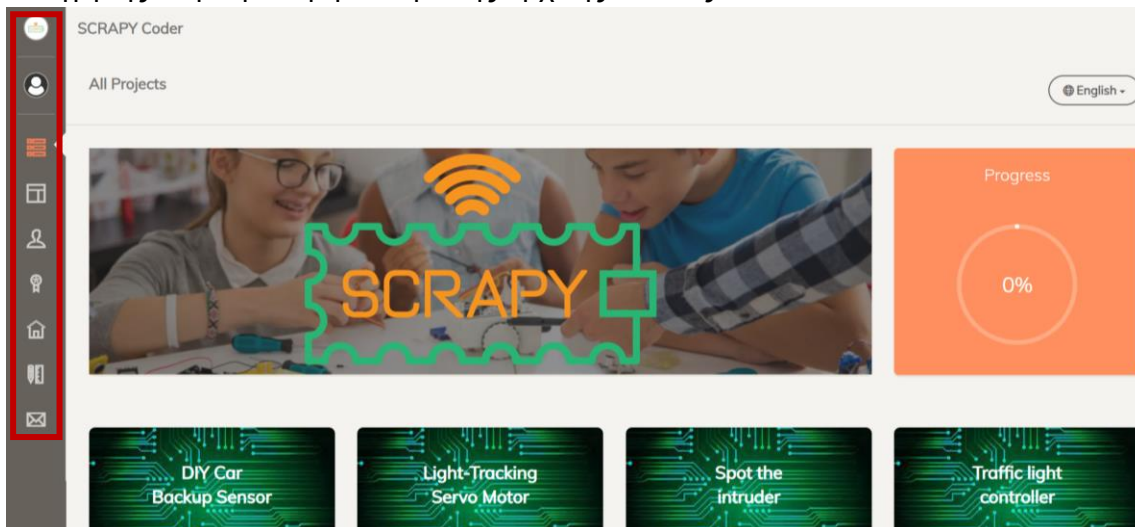 SCRAPY Coder
All Projects
English
SCRAPY
Progress
0%
DIY Car
Backup Sensor
Light-Tracking
Servo Motor
Spot the
intruder
Traffic light
controller